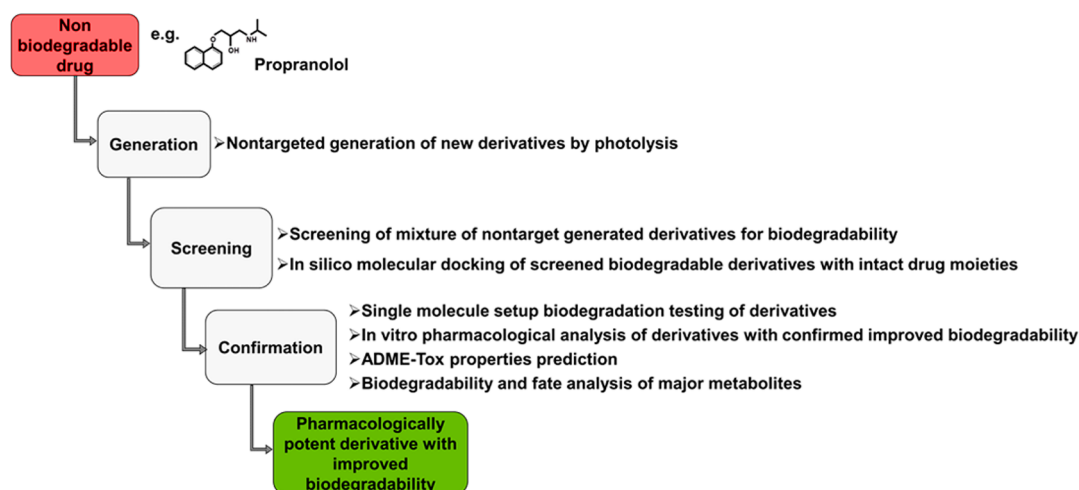 Non
biodegradable
drug
e.g.
O
OH
NH
Propranolol
Generation
➢Nontargeted generation of new derivatives by photolysis
Screening
➢Screening of mixture of nontarget generated derivatives for biodegradability
➢In silico molecular docking of screened biodegradable derivatives with intact drug moieties
Confirmation
➢Single molecule setup biodegradation testing of derivatives
➢In vitro pharmacological analysis of derivatives with confirmed improved biodegradability
➢ADME-Tox properties prediction
➢Biodegradability and fate analysis of major metabolites
Pharmacologically
potent derivative with
improved
biodegradability